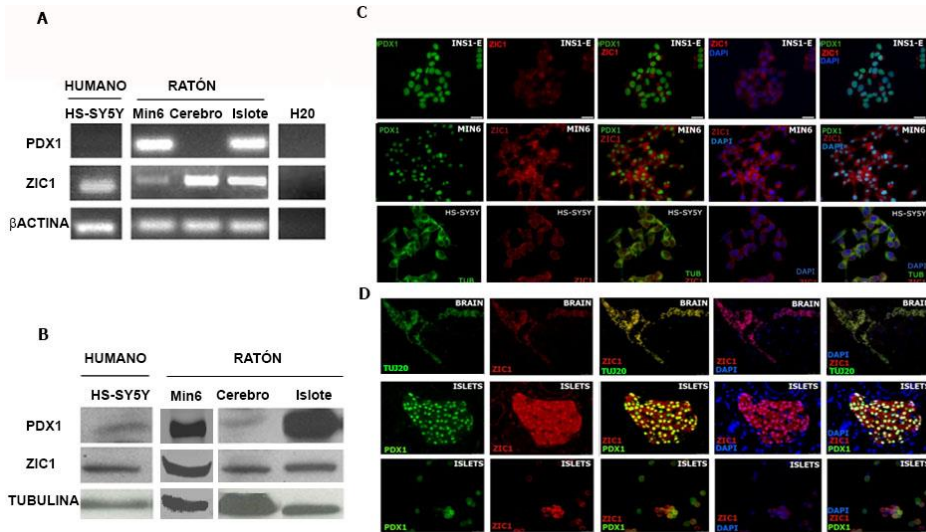 A
HUMANO RATÓN
HS-SY5Y Min6 Cerebro Islote H20
PDX1
ZIC1
βACTINA
B
HUMANO RATÓN
HS-SY5Y Min6 Cerebro Islote
PDX1
ZIC1
TUBULINA
C
PDX1 INS1-E
ZIC1 INS1-E
PDX1 INS1-E
ZIC1
ZIC1 INS1-E
DAPI
PDX1 INS1-E
ZIC1
DAPI
PDX1 MIN6
ZIC1 MIN6
PDX1 MIN6
ZIC1
ZIC1 MIN6
DAPI
PDX1 MIN6
ZIC1
DAPI
HS-SY5Y
TUB
HS-SY5Y
ZIC1
HS-SY5Y
TUB
ZIC1
HS-SY5Y
DAPI
HS-SY5Y
DAPI
TUB
ZIC1
D
BRAIN
TUJ20
BRAIN
ZIC1
BRAIN
ZIC1
TUJ20
BRAIN
ZIC1
DAPI
BRAIN
DAPI
ZIC1
TUJ20
ISLETS
PDX1
ISLETS
ZIC1
ISLETS
ZIC1
PDX1
ISLETS
ZIC1
DAPI
ISLETS
DAPI
ZIC1
PDX1
ISLETS
PDX1
ISLETS
ZIC1
ISLETS
ZIC1
PDX1
ISLETS
ZIC1
DAPI
ISLETS
DAPI
ZIC1
PDX1